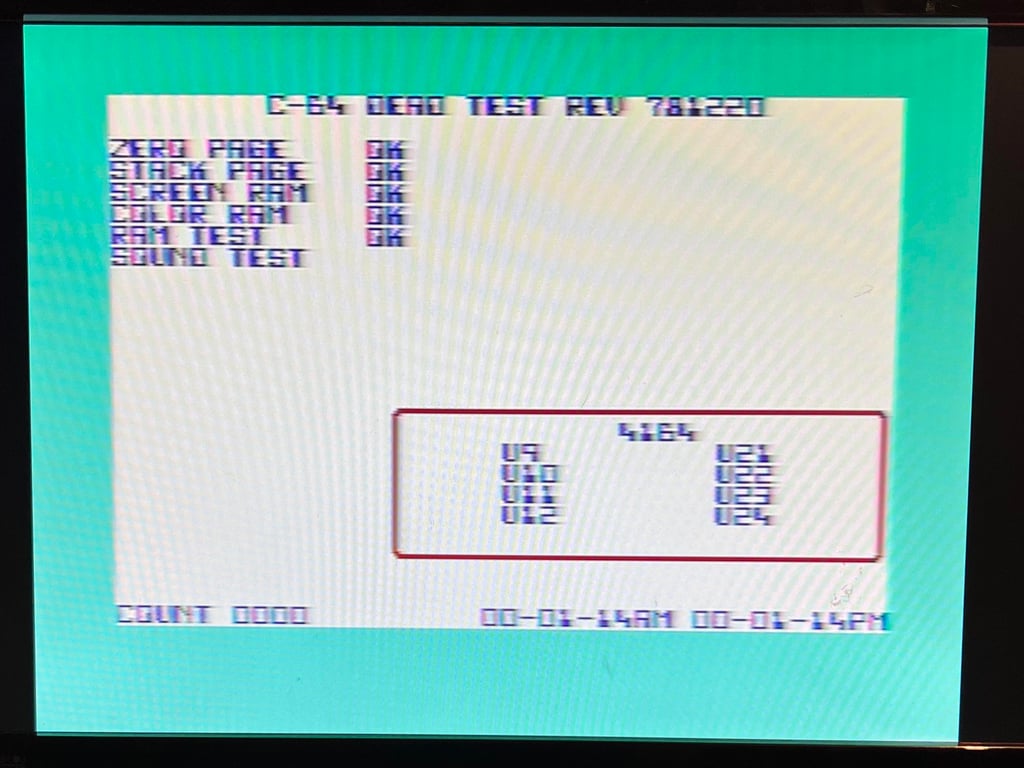 C-64 DEAD TEST REV 781220
ZERO PAGE OK
STACK PAGE OK
SCREEN RAM OK
COLOR RAM OK
RAM TEST OK
SOUND TEST
4164
U9 U21
U10 U22
U11 U23
U12 U24
COUNT 0000 00-01-14AM 00-01-14PM